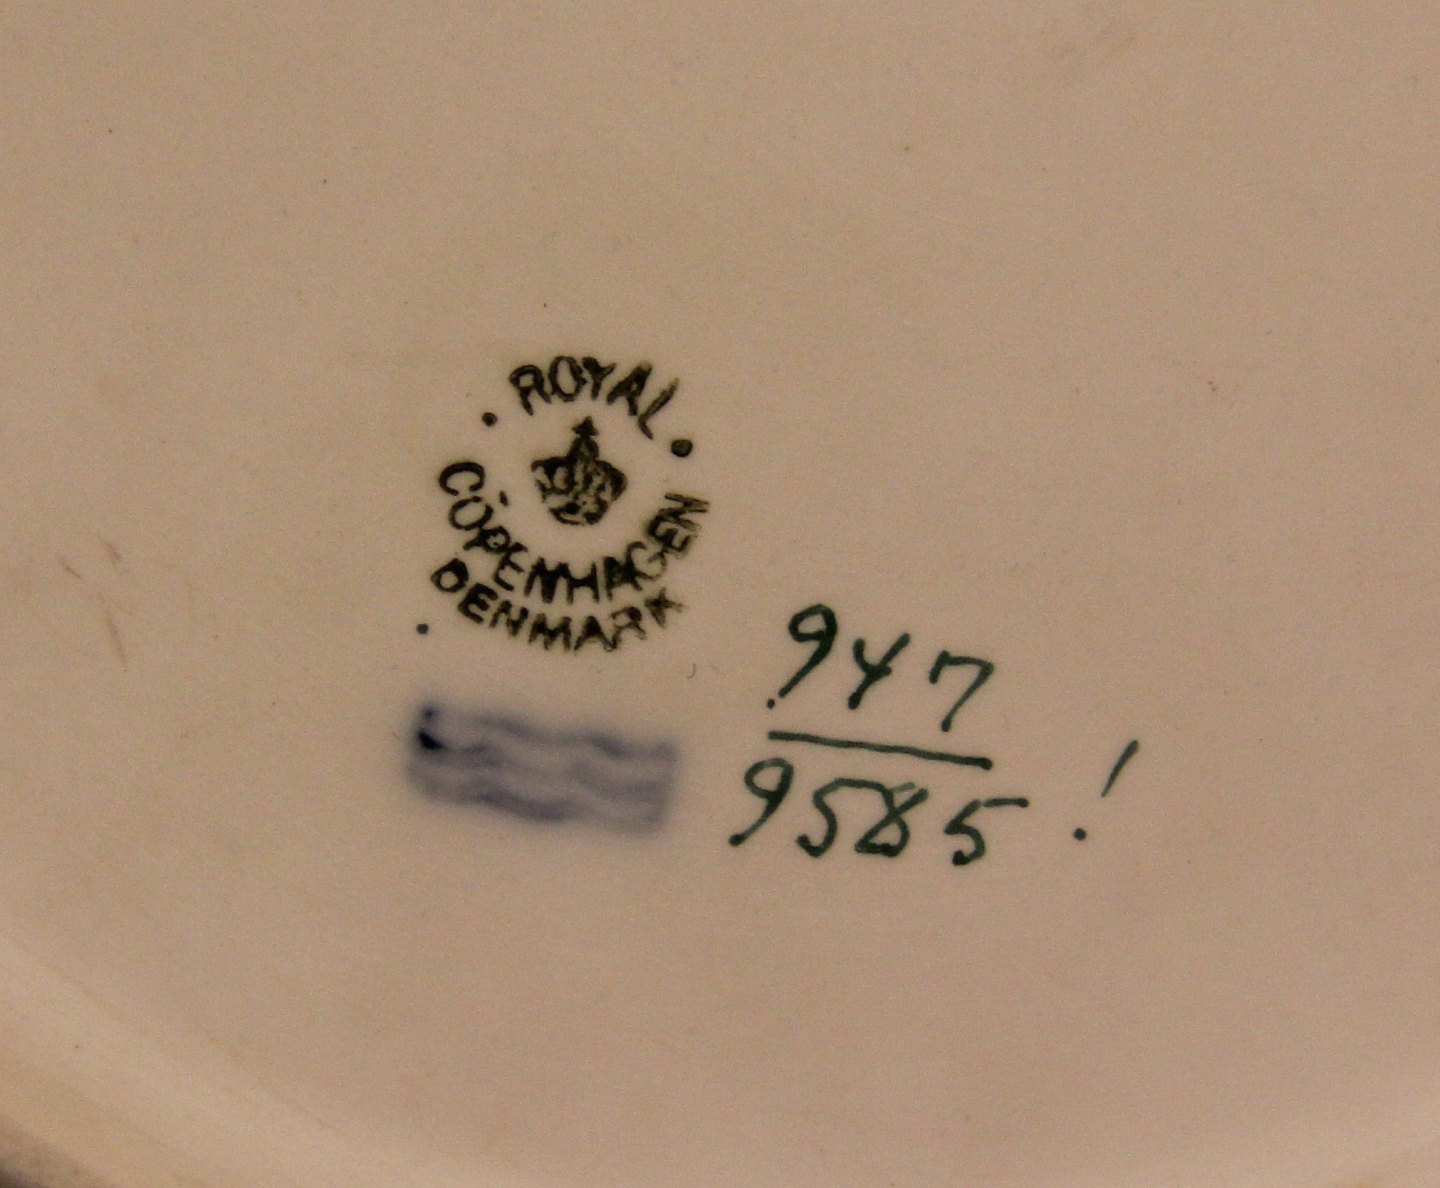 · ROYAL ·
COPENHAGEN
DENMARK
947
9585 !